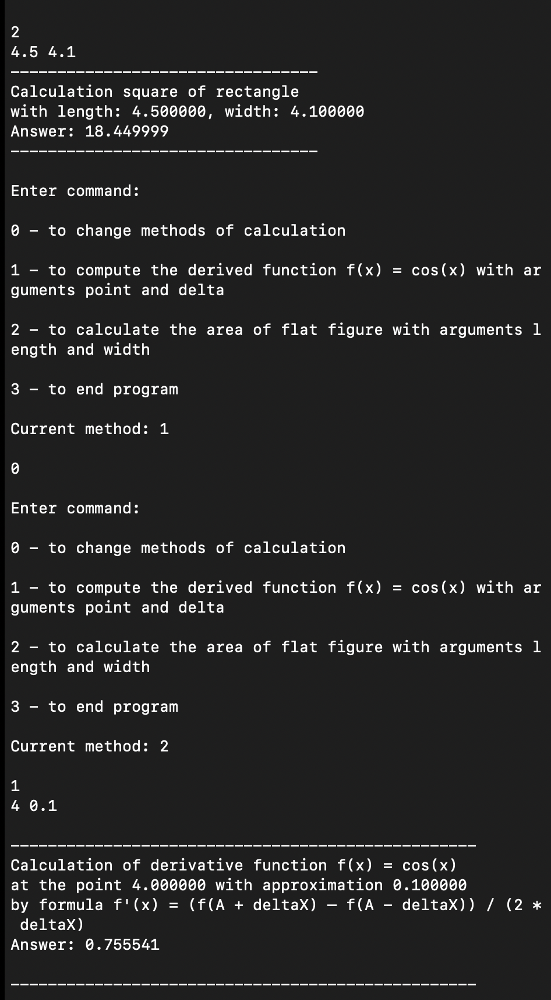 2
4.5 4.1
---------------------------------
Calculation square of rectangle
with length: 4.500000, width: 4.100000
Answer: 18.449999
---------------------------------
Enter command:
0 – to change methods of calculation
1 – to compute the derived function f(x) = cos(x) with ar
guments point and delta
2 – to calculate the area of flat figure with arguments l
ength and width
3 – to end program
Current method: 1
0
Enter command:
0 – to change methods of calculation
1 – to compute the derived function f(x) = cos(x) with ar
guments point and delta
2 – to calculate the area of flat figure with arguments l
ength and width
3 – to end program
Current method: 2
1
4 0.1
--------------------------------------------------
Calculation of derivative function f(x) = cos(x)
at the point 4.000000 with approximation 0.100000
by formula f'(x) = (f(A + deltaX) – f(A - deltaX)) / (2 *
 deltaX)
Answer: 0.755541
--------------------------------------------------